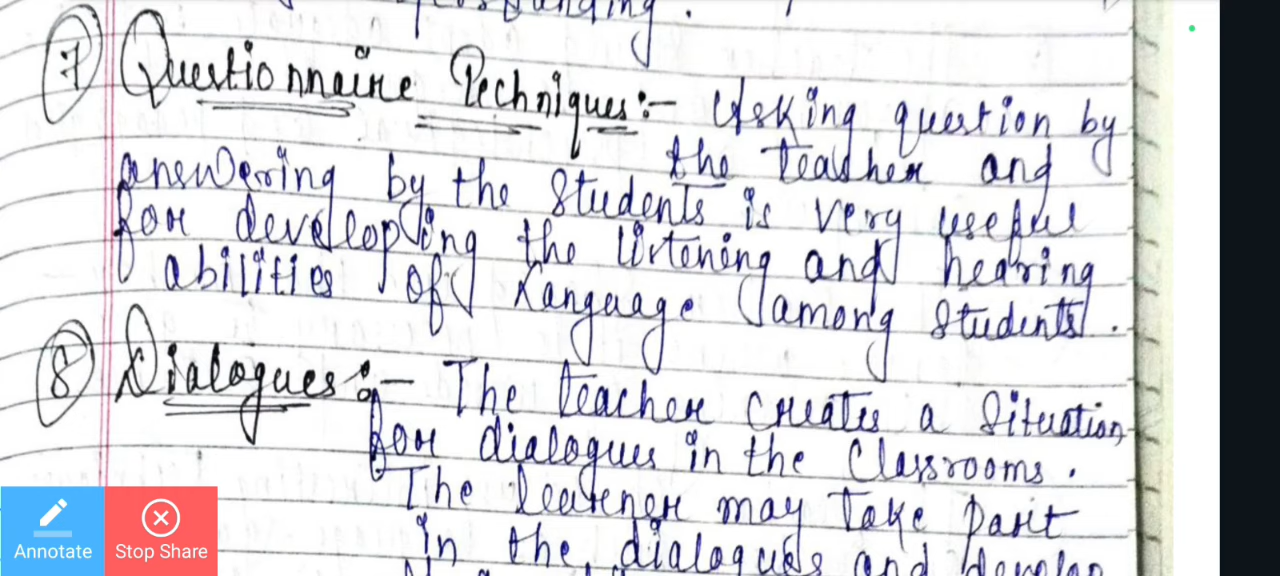 ⑦ Questionnaire Techniques :- Asking question by
the teacher and
answering by the students is very useful
for developing the listening and hearing
abilities of Language among students.
⑧ Dialogues :- The teacher creates a situation
for dialogues in the classrooms.
The learner may take part
in the dialogues and develop
Annotate
Stop Share